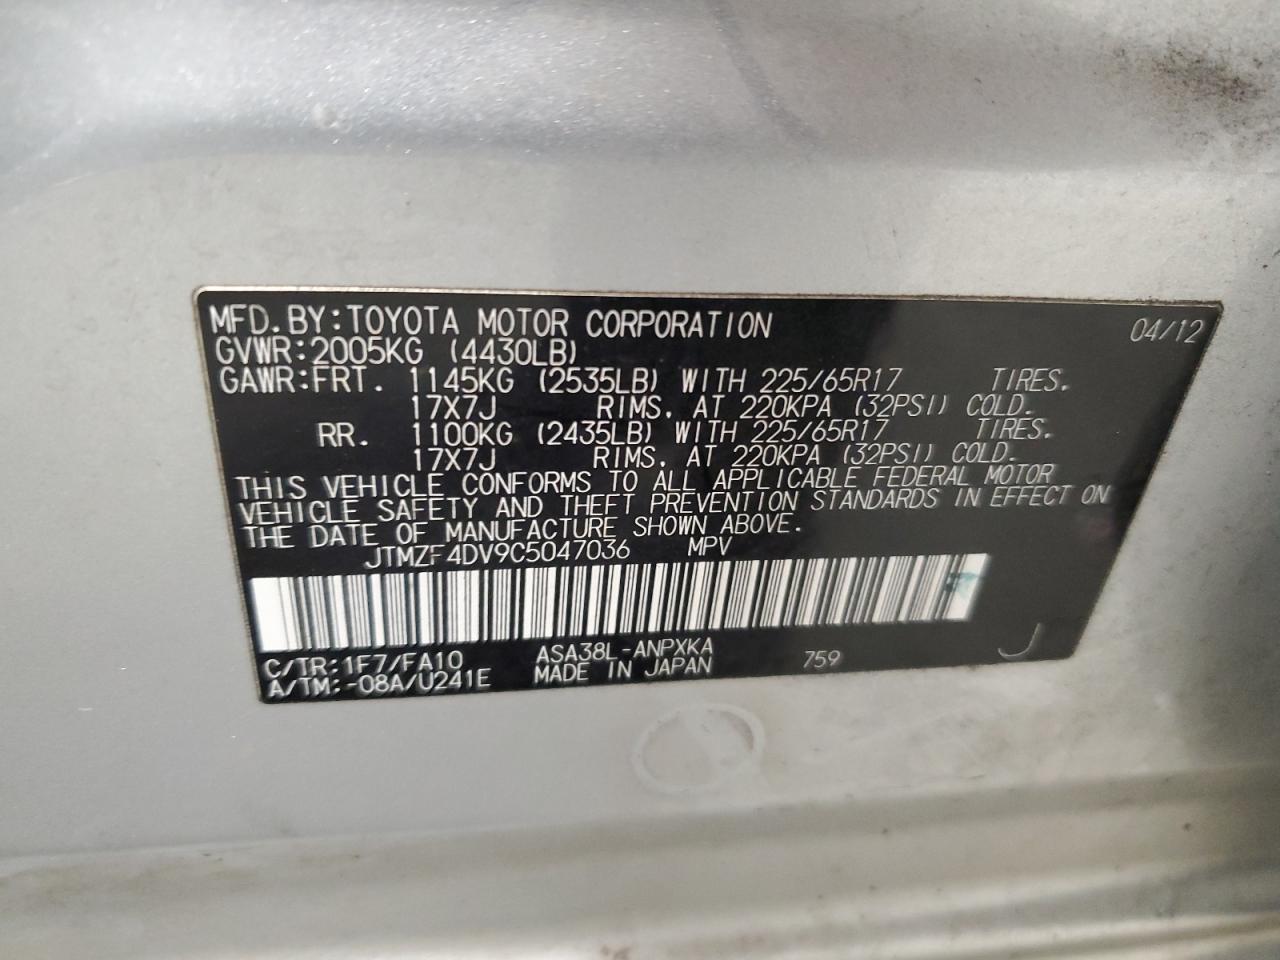 MFD.BY:TOYOTA MOTOR CORPORATION 04/12
GVWR:2005KG (4430LB)
GAWR:FRT. 1145KG (2535LB) WITH 225/65R17 TIRES.
17X7J RIMS, AT 220KPA (32PSI) COLD.
RR. 1100KG (2435LB) WITH 225/65R17 TIRES.
17X7J RIMS, AT 220KPA (32PSI) COLD.
THIS VEHICLE CONFORMS TO ALL APPLICABLE FEDERAL MOTOR
VEHICLE SAFETY AND THEFT PREVENTION STANDARDS IN EFFECT ON
THE DATE OF MANUFACTURE SHOWN ABOVE.
JTMZF4DV9C5047036 MPV
C/TR:1F7/FA10 ASA38L-ANPXKA 759 J
A/TM:-08A/U241E MADE IN JAPAN